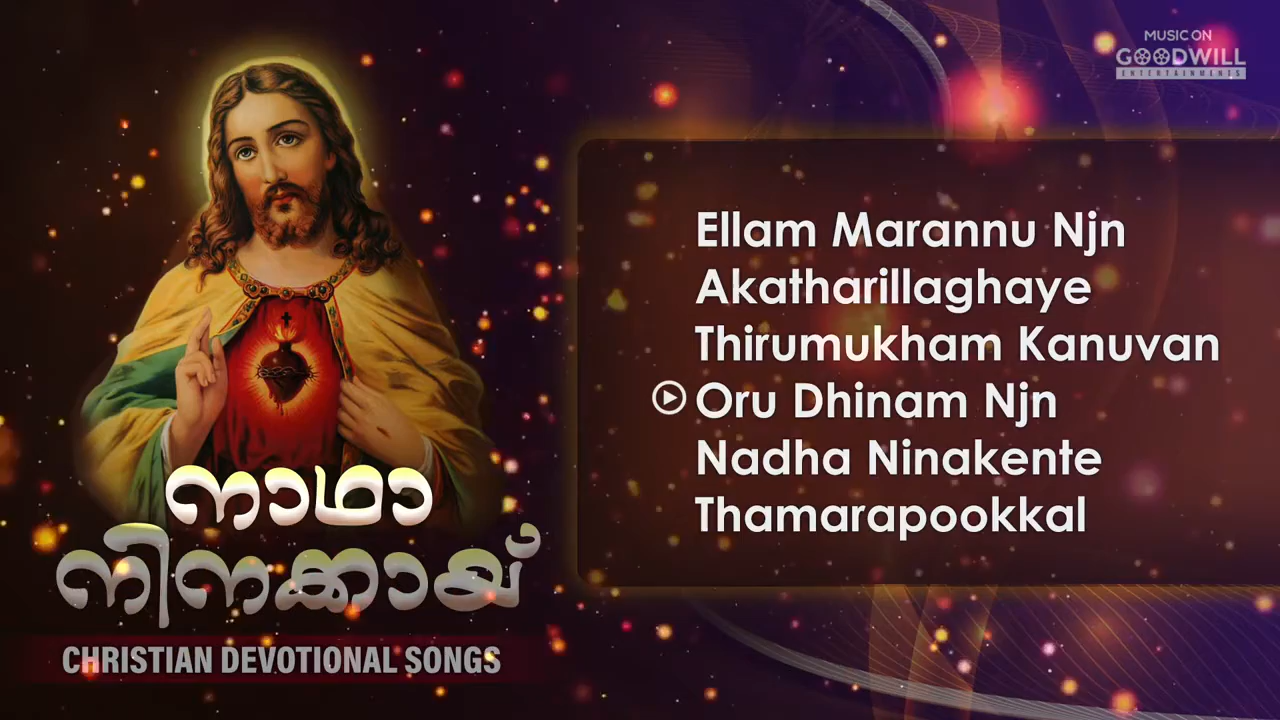 MUSIC ON
GOODWILL
ENTERTAINMENTS
Ellam Marannu Njn
Akatharillaghaye
Thirumukham Kanuvan
Oru Dhinam Njn
Nadha Ninakente
Thamarapookkal
നാഥാ
നിനക്കായ്
CHRISTIAN DEVOTIONAL SONGS